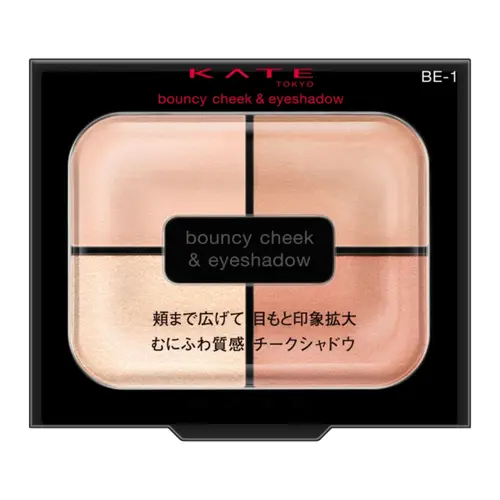 KATE
TOKYO
BE-1
bouncy cheek & eyeshadow
bouncy cheek
& eyeshadow
頬まで広げて 目もと印象拡大
むにふわ質感 チークシャドウ